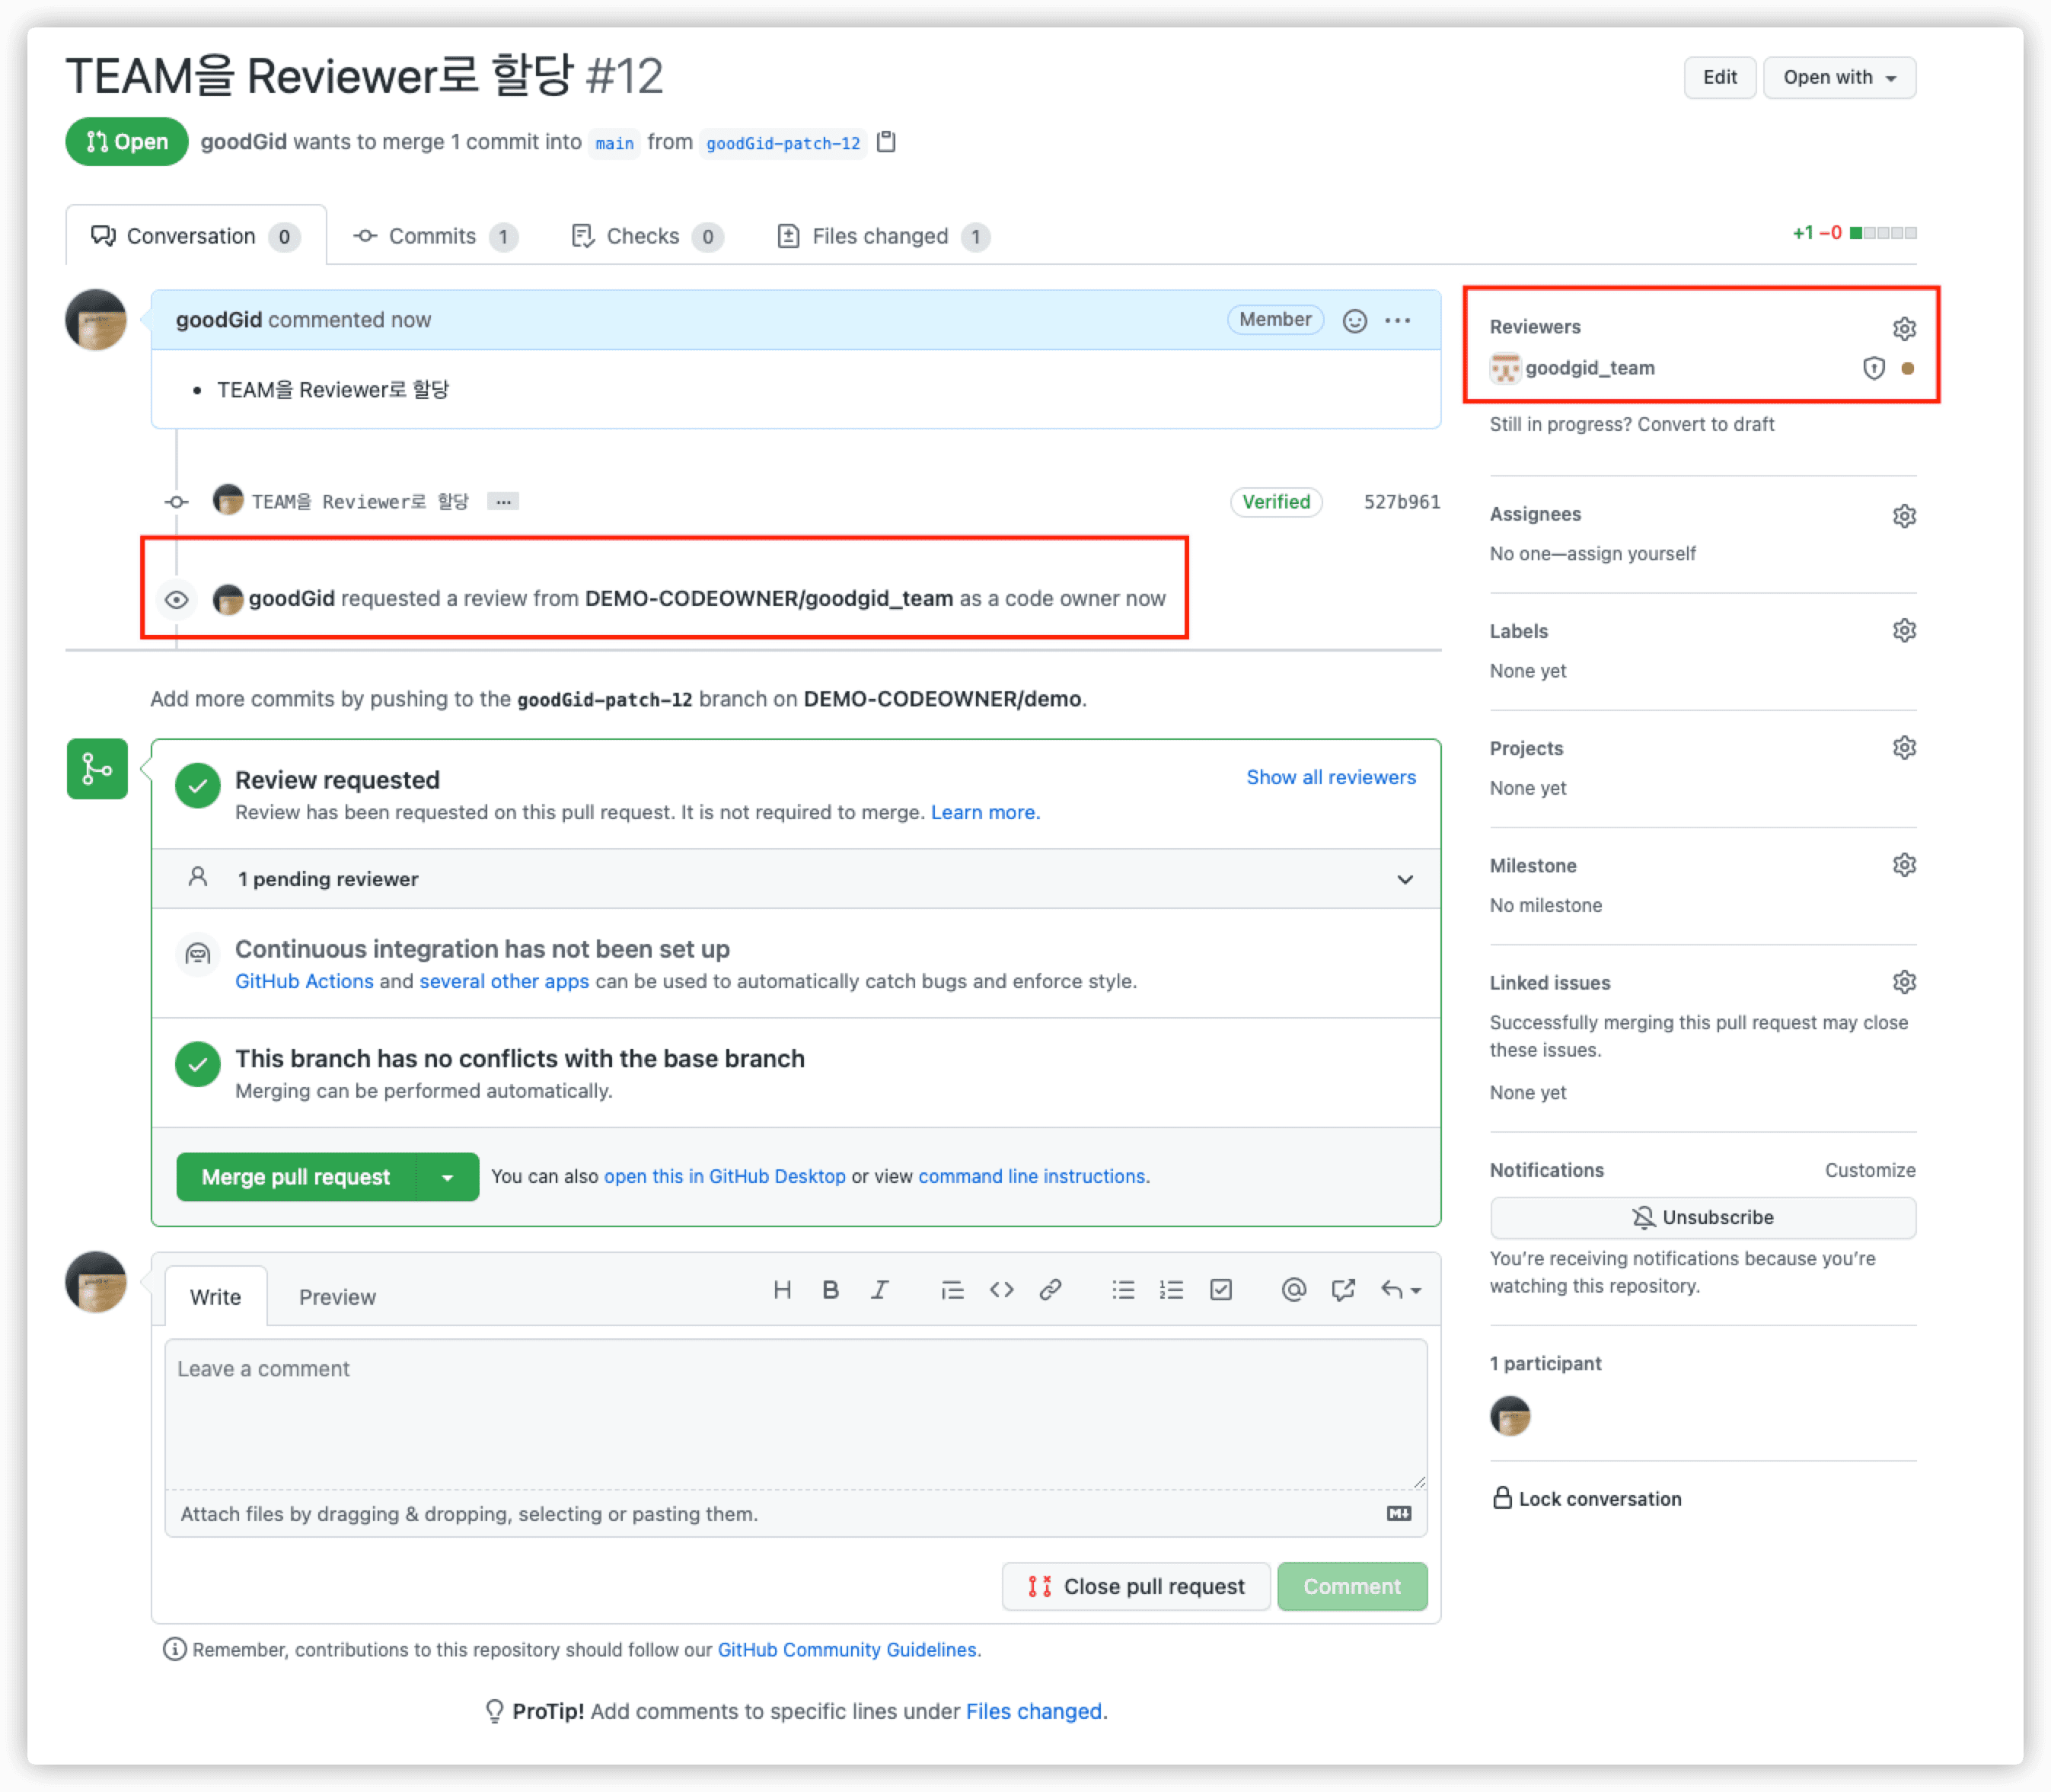 TEAM을 Reviewer로 할당 #12
Edit
Open with
Open
goodGid wants to merge 1 commit into main from goodGid-patch-12
Conversation 0
Commits 1
Checks 0
Files changed 1
+1 −0
goodGid commented now
Member
• TEAM을 Reviewer로 할당
TEAM을 Reviewer로 할당 ...
Verified
527b961
goodGid requested a review from DEMO-CODEOWNER/goodgid_team as a code owner now
Add more commits by pushing to the goodGid-patch-12 branch on DEMO-CODEOWNER/demo.
Review requested
Show all reviewers
Review has been requested on this pull request. It is not required to merge. Learn more.
1 pending reviewer
Continuous integration has not been set up
GitHub Actions and several other apps can be used to automatically catch bugs and enforce style.
This branch has no conflicts with the base branch
Merging can be performed automatically.
Merge pull request
You can also open this in GitHub Desktop or view command line instructions.
Write
Preview
Leave a comment
Attach files by dragging & dropping, selecting or pasting them.
Close pull request
Comment
Remember, contributions to this repository should follow our GitHub Community Guidelines.
ProTip! Add comments to specific lines under Files changed.
Reviewers
goodgid_team
Still in progress? Convert to draft
Assignees
No one—assign yourself
Labels
None yet
Projects
None yet
Milestone
No milestone
Linked issues
Successfully merging this pull request may close
these issues.
None yet
Notifications
Customize
Unsubscribe
You're receiving notifications because you're
watching this repository.
1 participant
Lock conversation